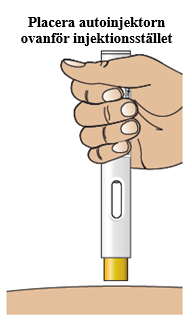 Placera autoinjektorn
ovanför injektionsstället